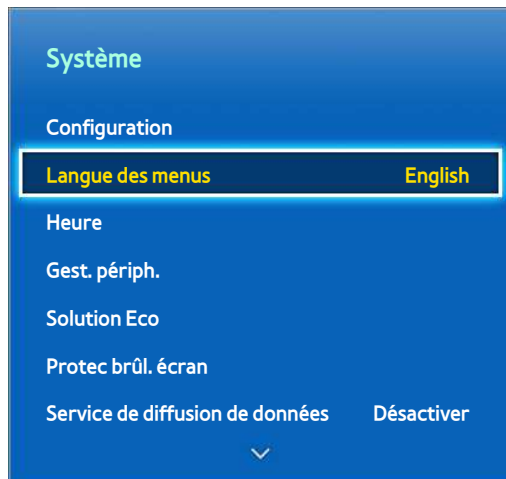 Système
Configuration
Langue des menus English
Heure
Gest. périph.
Solution Eco
Protec brûl. écran
Service de diffusion de données Désactiver